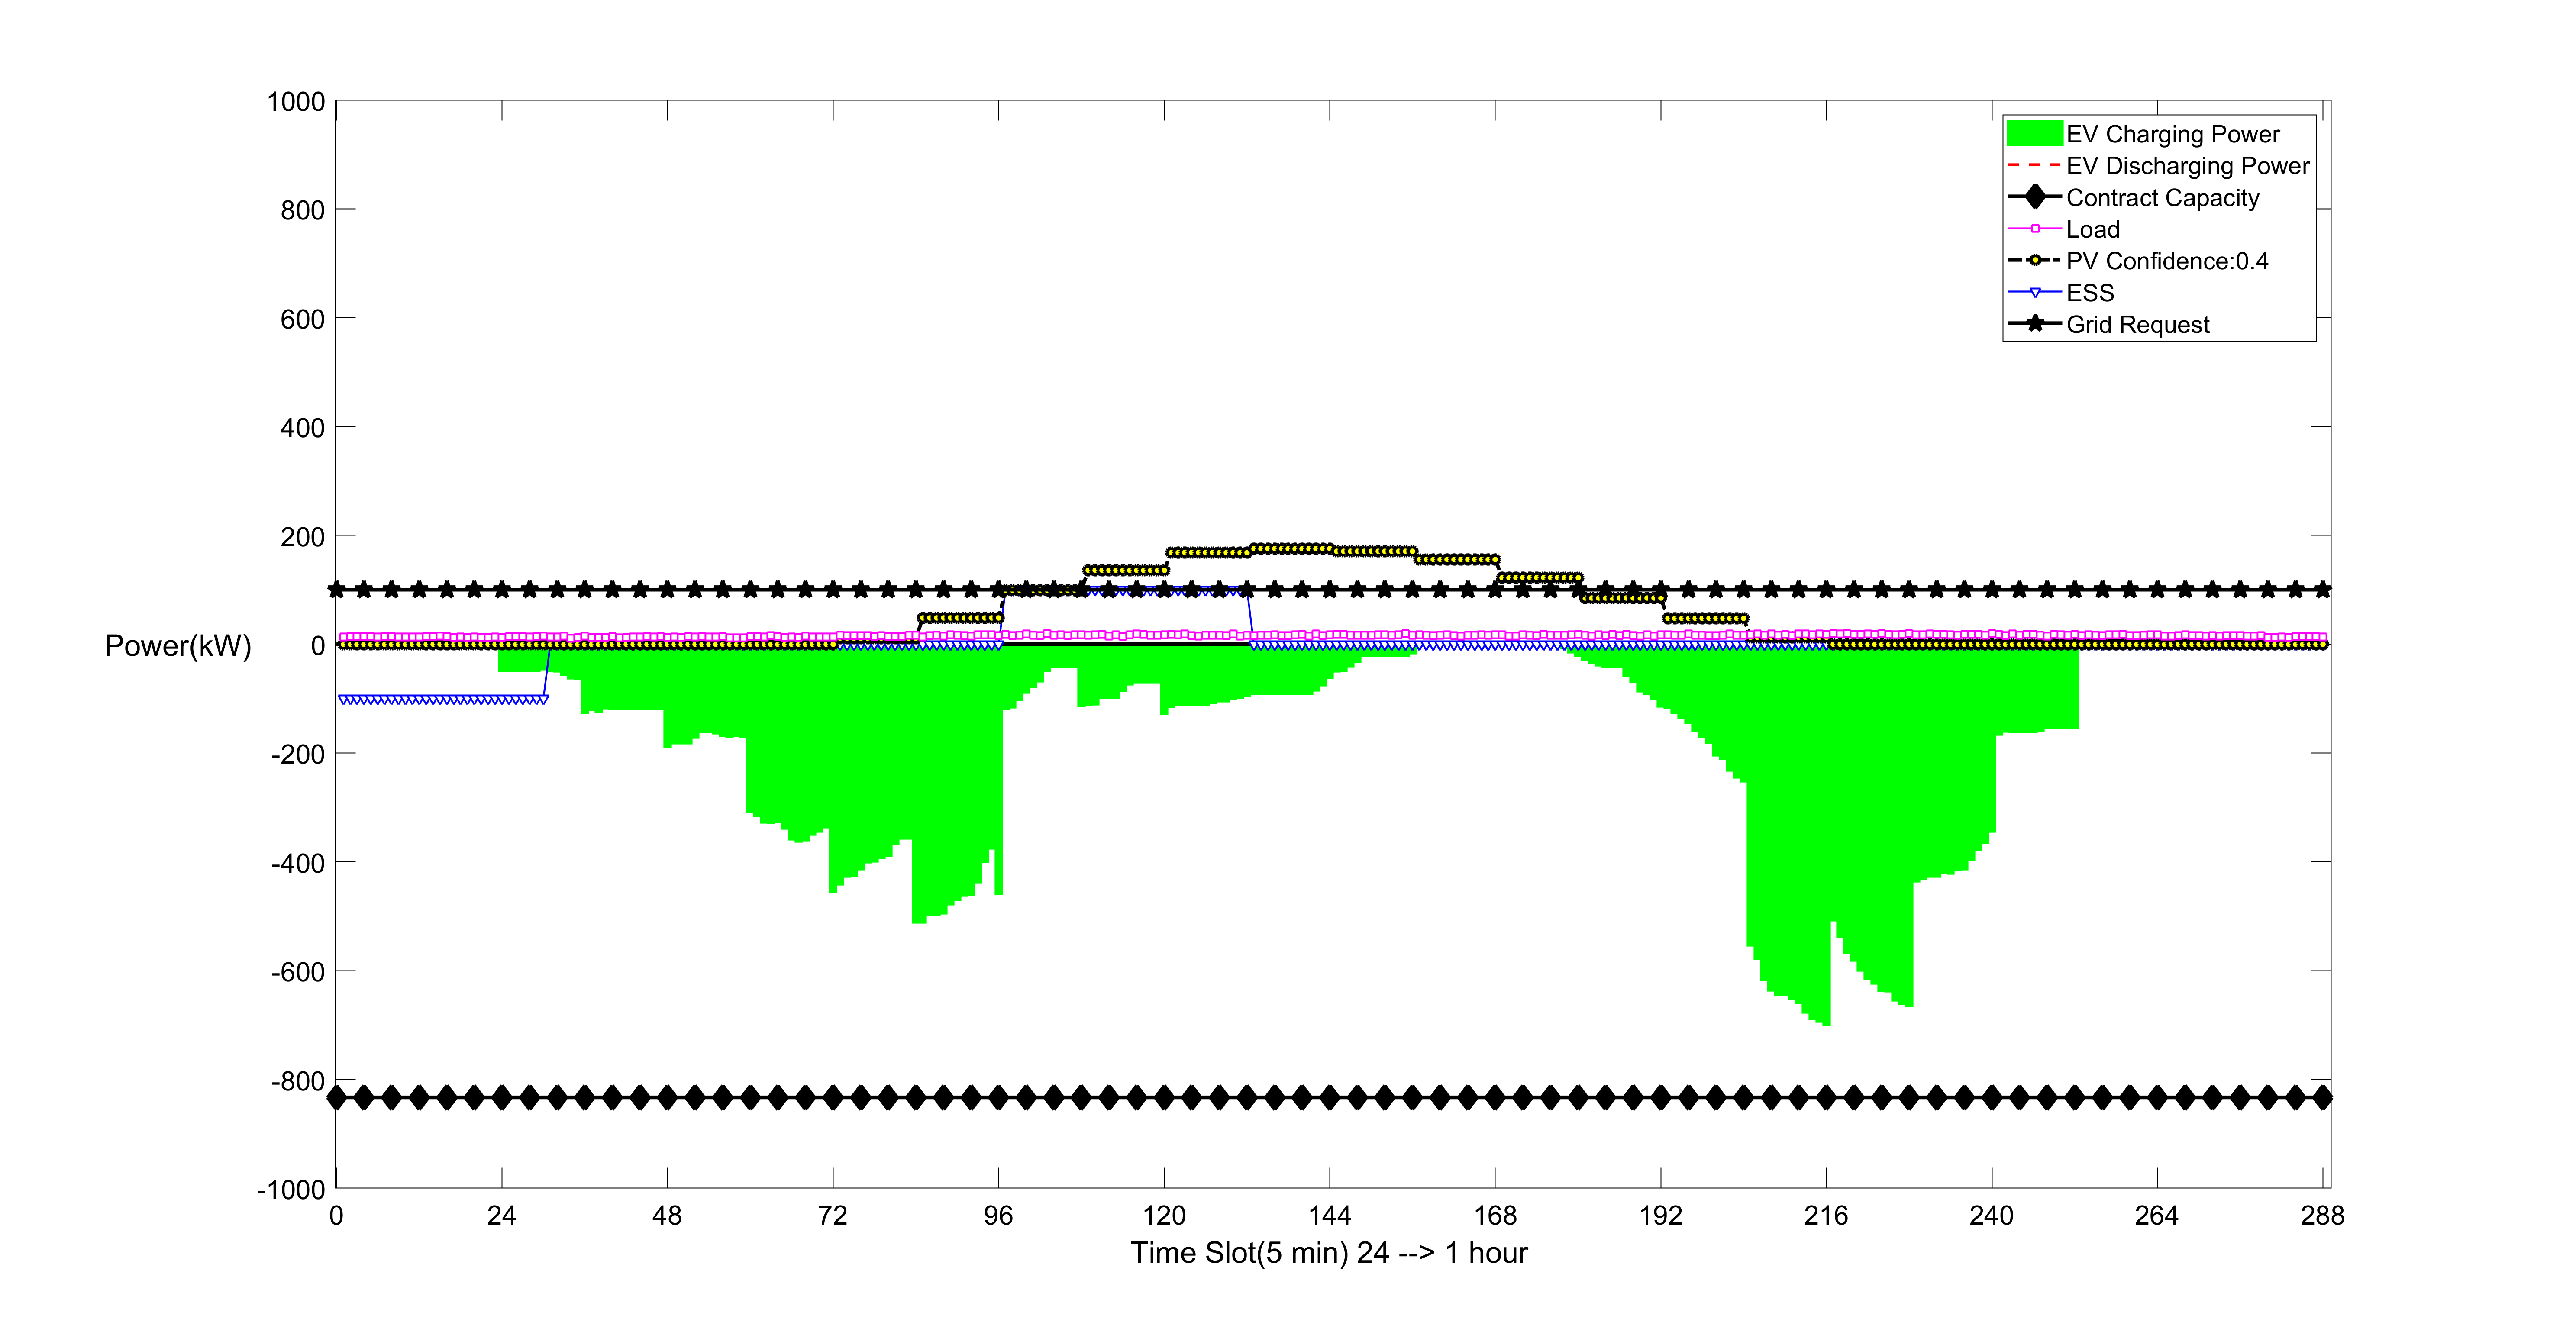 1000
800
600
400
200
0
-200
-400
-600
-800
-1000
Power(kW)
EV Charging Power
EV Discharging Power
Contract Capacity
Load
PV Confidence:0.4
ESS
Grid Request
0 24 48 72 96 120 144 168 192 216 240 264 288
Time Slot(5 min) 24 --> 1 hour